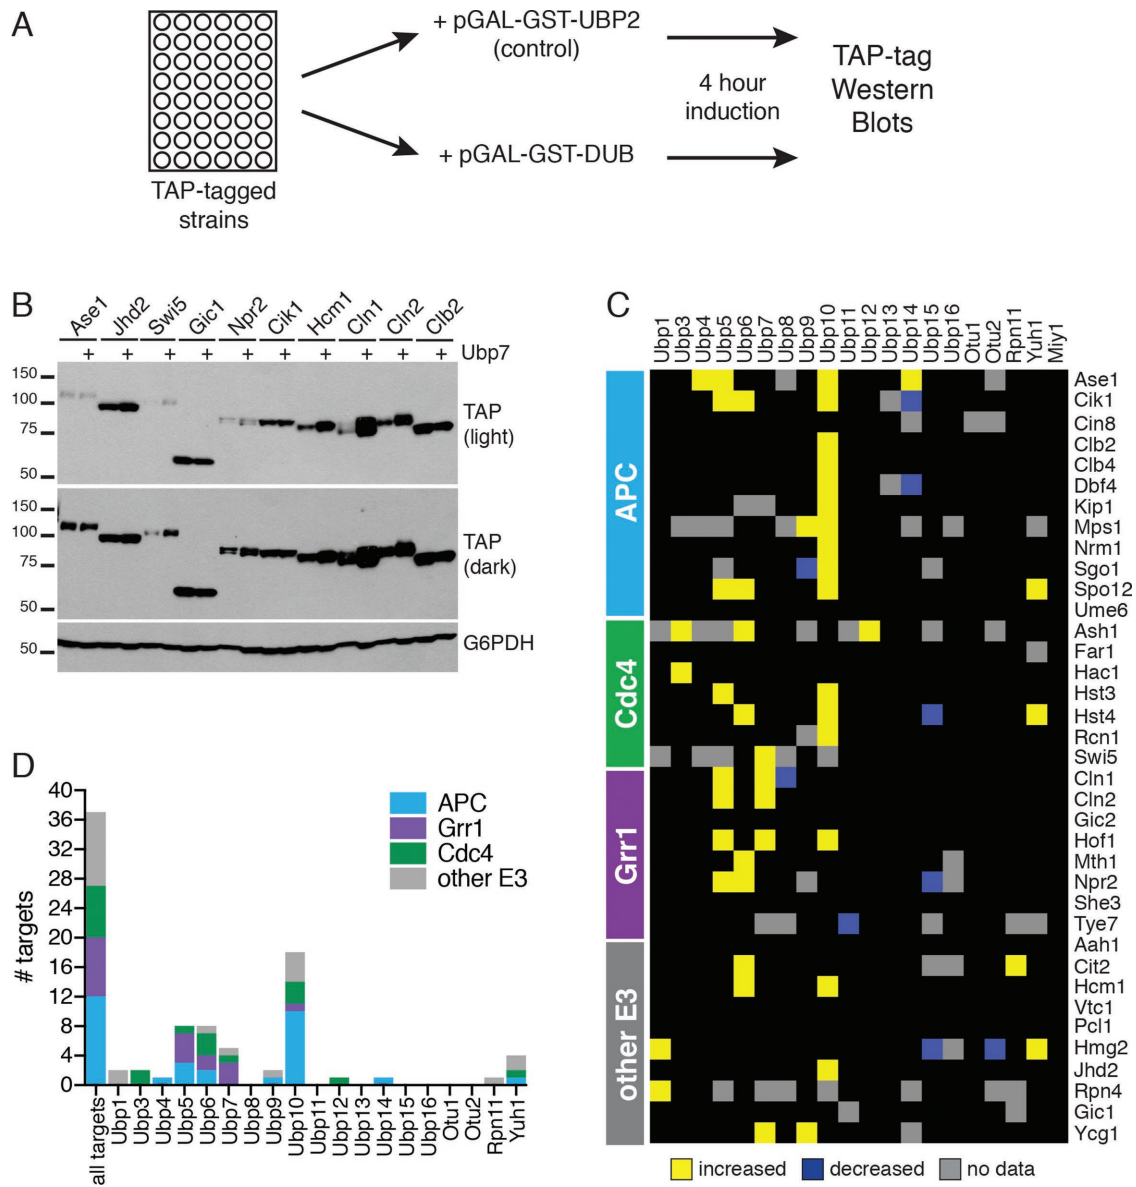 A
TAP-tagged
strains
+ pGAL-GST-UBP2
(control)
+ pGAL-GST-DUB
4 hour
induction
TAP-tag
Western
Blots
B
Ase1 Jhd2 Swi5 Gic1 Npr2 Cik1 Hcm1 Cln1 Cln2 Clb2
+ + + + + + + + + + Ubp7
150
100
75
50
TAP
(light)
150
100
75
50
TAP
(dark)
50
G6PDH
C
Ubp1 Ubp3 Ubp4 Ubp5 Ubp6 Ubp7 Ubp8 Ubp9 Ubp10 Ubp11 Ubp12 Ubp13 Ubp14 Ubp15 Ubp16 Otu1 Otu2 Rpn11 Yuh1 Miy1
APC
Cdc4
Grr1
other E3
Ase1
Cik1
Cin8
Clb2
Clb4
Dbf4
Kip1
Mps1
Nrm1
Sgo1
Spo12
Ume6
Ash1
Far1
Hac1
Hst3
Hst4
Rcn1
Swi5
Cln1
Cln2
Gic2
Hof1
Mth1
Npr2
She3
Tye7
Aah1
Cit2
Hcm1
Vtc1
Pcl1
Hmg2
Jhd2
Rpn4
Gic1
Ycg1
increased decreased no data
D
# targets
40
36
32
28
24
20
16
12
8
4
0
APC
Grr1
Cdc4
other E3
all targets Ubp1 Ubp3 Ubp4 Ubp5 Ubp6 Ubp7 Ubp8 Ubp9 Ubp10 Ubp11 Ubp12 Ubp13 Ubp14 Ubp15 Ubp16 Otu1 Otu2 Rpn11 Yuh1